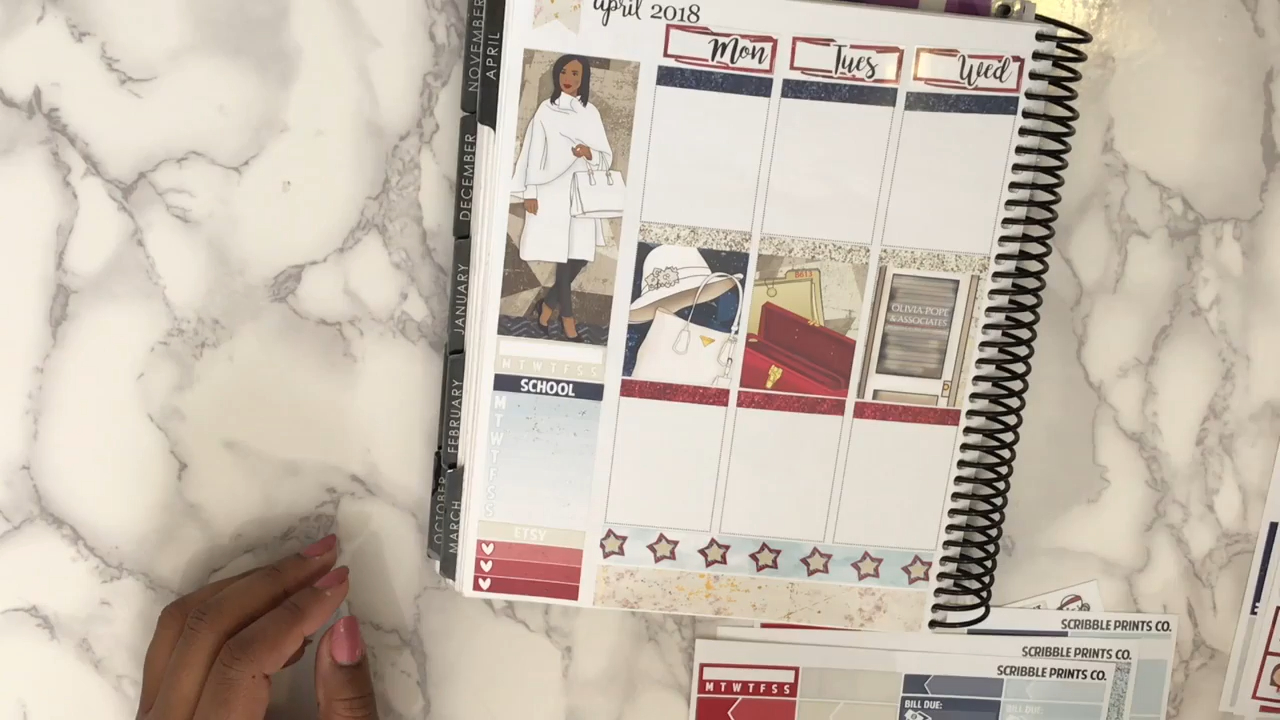 april 2018
Mon
Tues
Wed
NOVEMBER
APRIL
DECEMBER
JANUARY
FEBRUARY
OCTOBER
MARCH
B613
OLIVIA POPE
& ASSOCIATES
M T W T F S S
SCHOOL
M
T
W
T
F
S
S
ETSY
SCRIBBLE PRINTS CO.
SCRIBBLE PRINTS CO.
SCRIBBLE PRINTS CO.
M T W T F S S
BILL DUE:
BILL DUE: